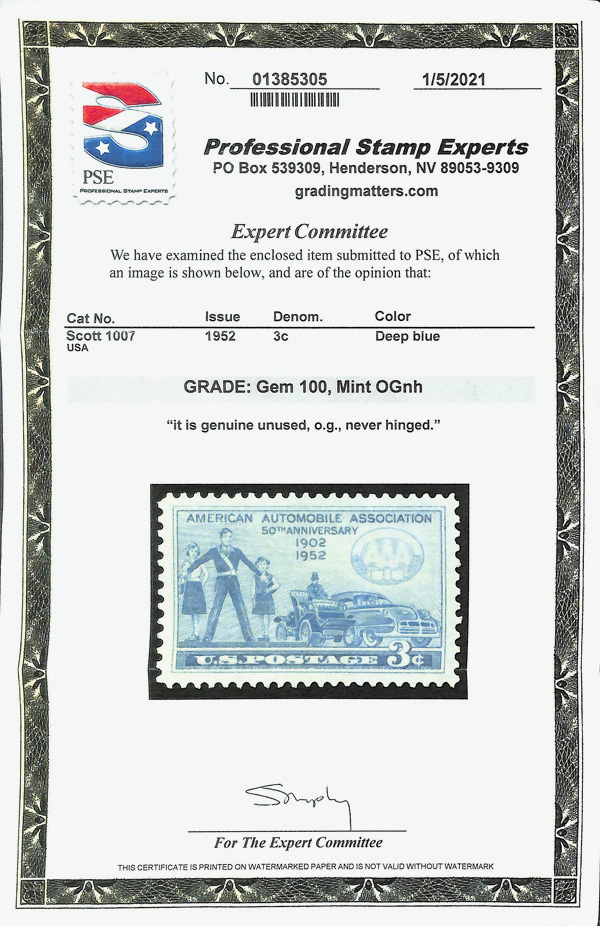 No. 01385305 1/5/2021
PSE
PROFESSIONAL STAMP EXPERTS
Professional Stamp Experts
PO Box 539309, Henderson, NV 89053-9309
gradingmatters.com
Expert Committee
We have examined the enclosed item submitted to PSE, of which
an image is shown below, and are of the opinion that:
Cat No. Issue Denom. Color
Scott 1007 1952 3c Deep blue
USA
GRADE: Gem 100, Mint OGnh
“it is genuine unused, o.g., never hinged.”
AMERICAN AUTOMOBILE ASSOCIATION
50TH ANNIVERSARY
1902
1952
U.S. POSTAGE 3c
For The Expert Committee
THIS CERTIFICATE IS PRINTED ON WATERMARKED PAPER AND IS NOT VALID WITHOUT WATERMARK